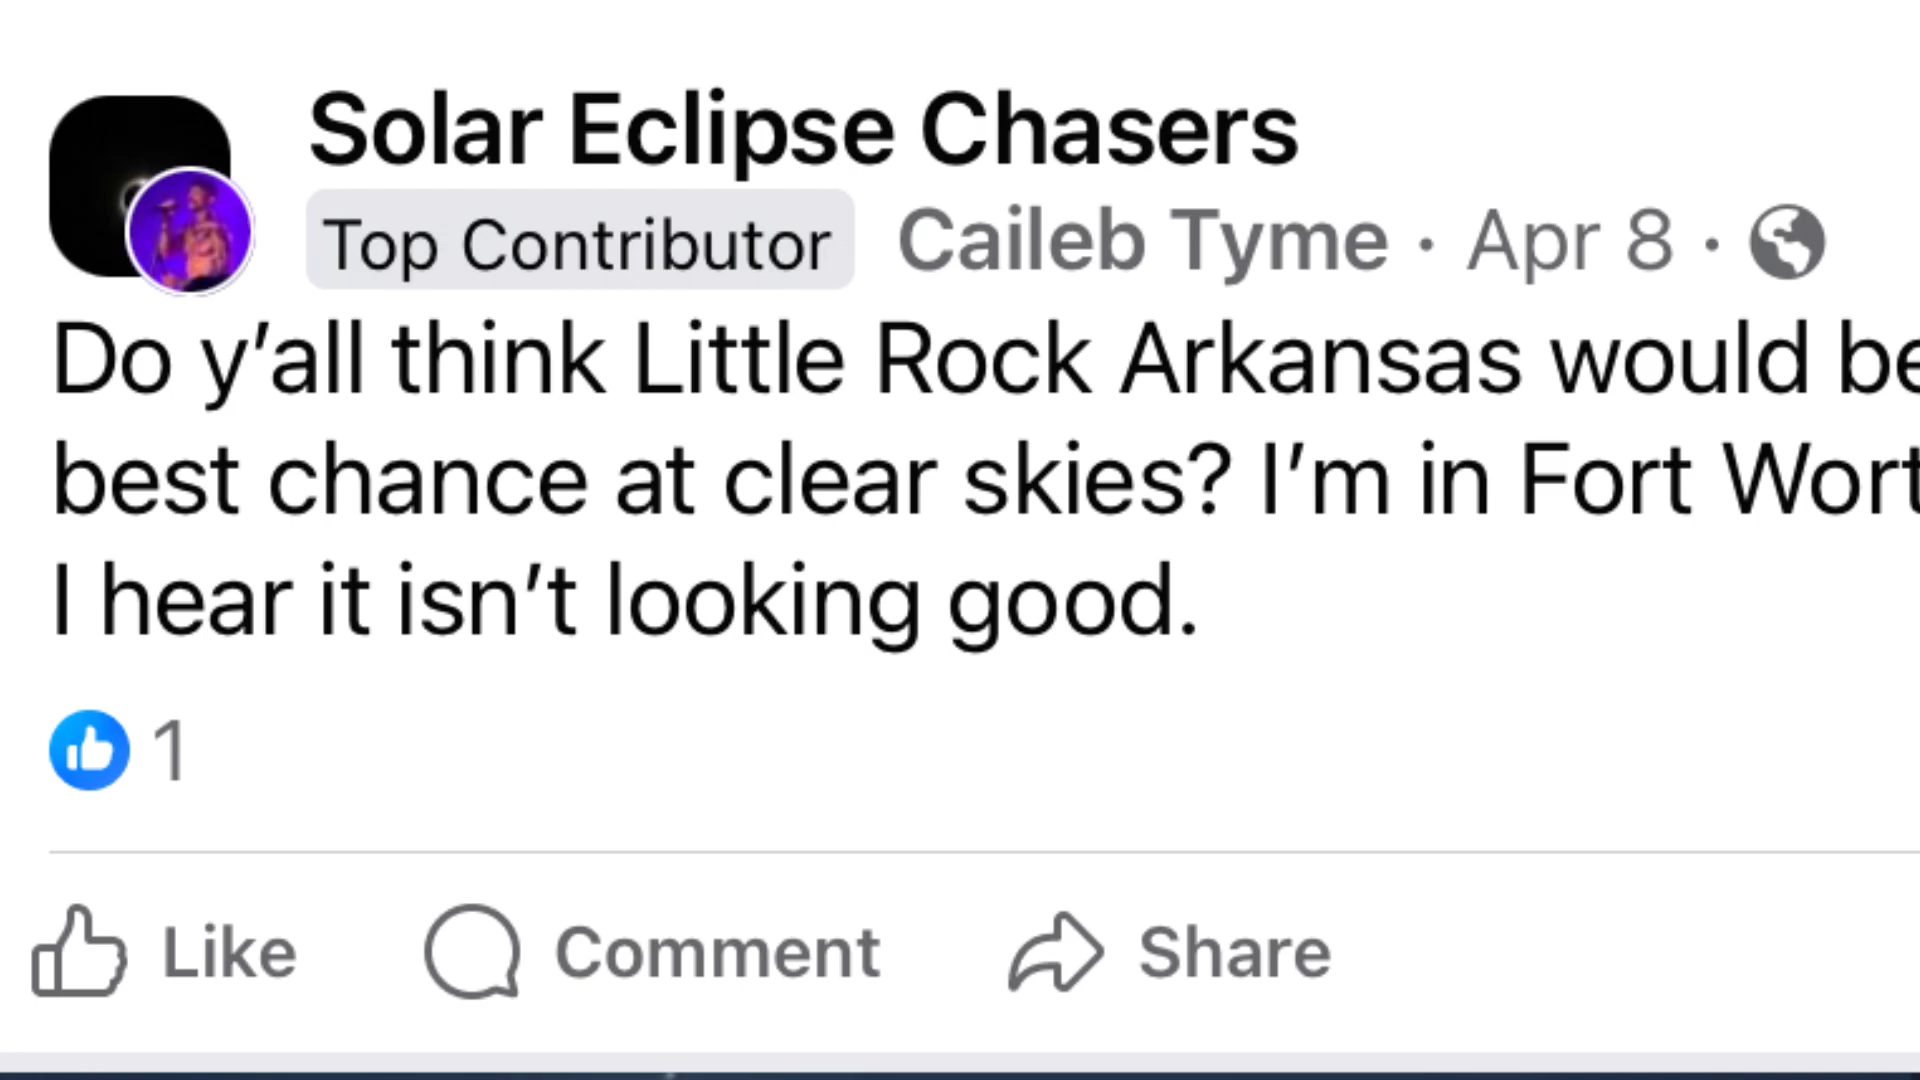 Solar Eclipse Chasers
Top Contributor Caileb Tyme · Apr 8 ·
Do y’all think Little Rock Arkansas would be
best chance at clear skies? I’m in Fort Wort
I hear it isn’t looking good.
1
Like Comment Share